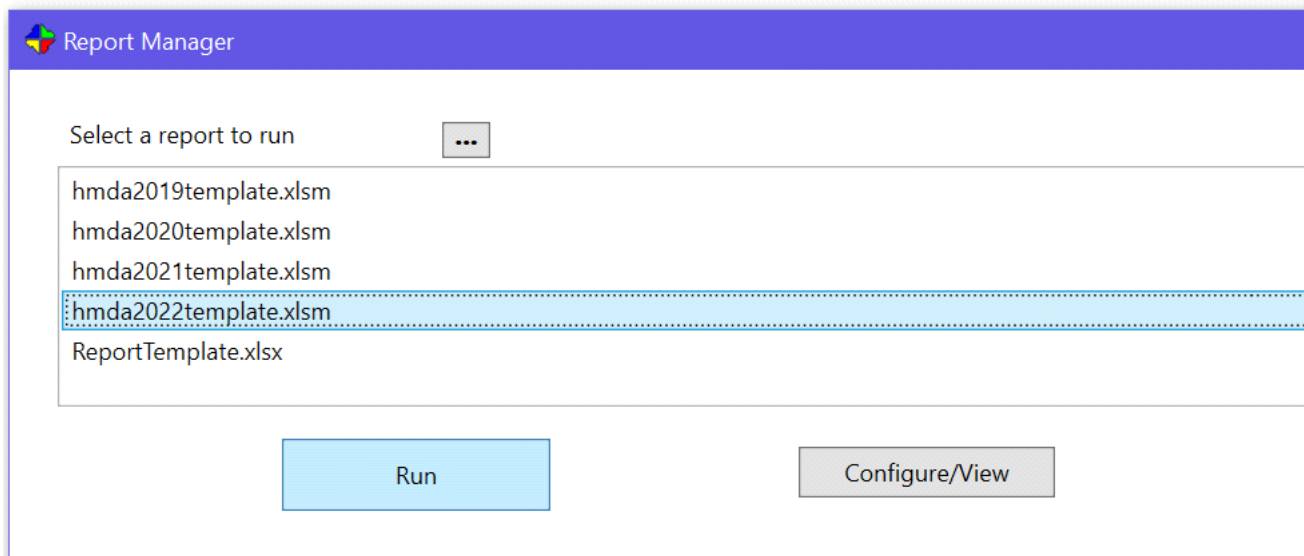 Report Manager
Select a report to run
...
hmda2019template.xlsm
hmda2020template.xlsm
hmda2021template.xlsm
hmda2022template.xlsm
ReportTemplate.xlsx
Run
Configure/View